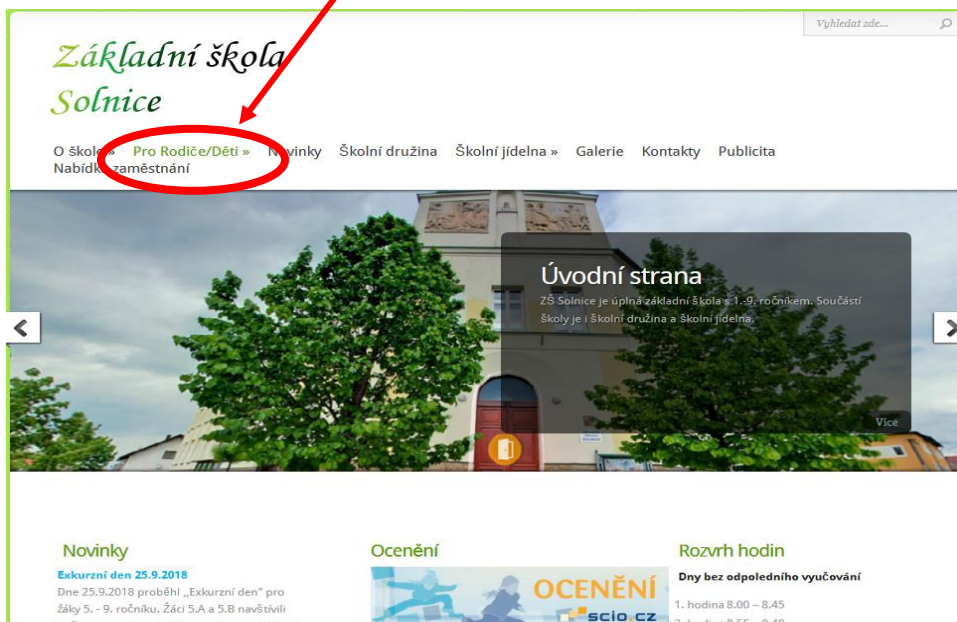 Vyhledat zde...
Základní škola
Solnice
O škole » Pro Rodiče/Děti » Novinky Školní družina Školní jídelna » Galerie Kontakty Publicita
Nabídka zaměstnání
Úvodní strana
ZŠ Solnice je úplná základní škola s 1.-9. ročníkem. Součástí
školy je i školní družina a školní jídelna.
Více
Novinky
Exkurzní den 25.9.2018
Dne 25.9.2018 proběhl ,,Exkurzní den" pro
žáky 5. - 9. ročníku. Žáci 5.A a 5.B navštívili
Ocenění
OCENĚNÍ
scio.cz
Rozvrh hodin
Dny bez odpoledního vyučování
1. hodina 8.00 – 8.45